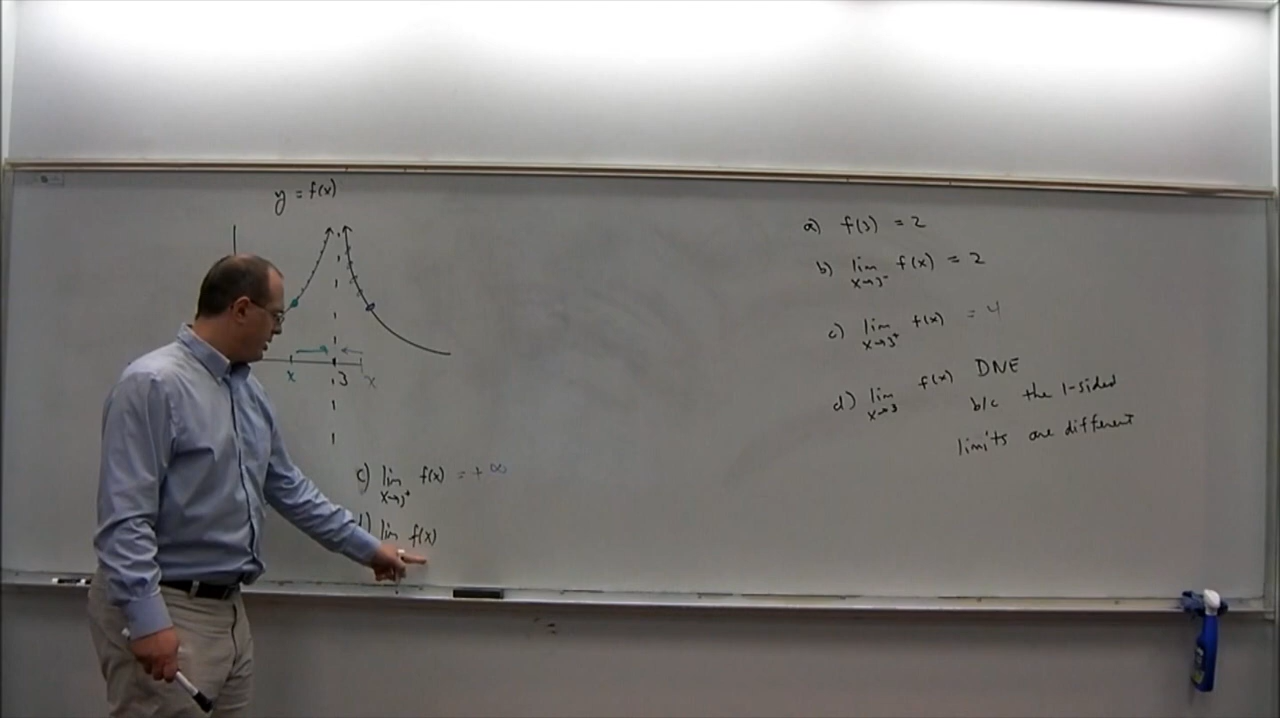 y = f(x)
x
3
x
c) lim f(x) = +∞
x→3⁺
d) lim f(x)
a) f(3) = 2
b) lim f(x) = 2
x→3⁻
c) lim f(x) = 4
x→3⁺
d) lim f(x) DNE
x→3
b/c the 1-sided
limits are different